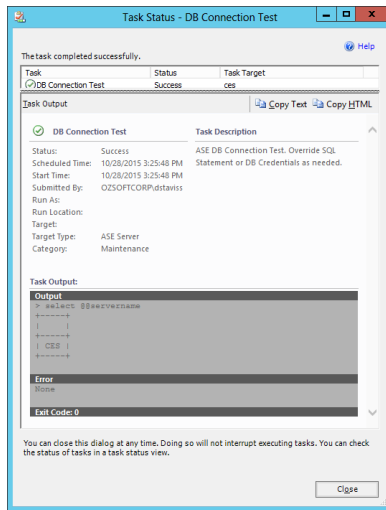 Task Status - DB Connection Test
Help
The task completed successfully.
Task Status Task Target
DB Connection Test Success ces
Task Output Copy Text Copy HTML
DB Connection Test Task Description
Status: Success ASE DB Connection Test. Override SQL
Scheduled Time: 10/28/2015 3:25:48 PM Statement or DB Credentials as needed.
Start Time: 10/28/2015 3:25:48 PM
Submitted By: OZSOFTCORP\dstaviss
Run As:
Run Location:
Target:
Target Type: ASE Server
Category: Maintenance
Task Output:
Output
> select @@servername
+-----+
| |
+-----+
| CES |
+-----+
Error
None
Exit Code: 0
You can close this dialog at any time. Doing so will not interrupt executing tasks. You can check
the status of tasks in a task status view.
Close